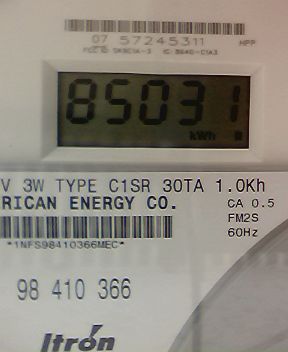 07 57245311 HPP
85031
kWh
V 3W TYPE C1SR 30TA 1.0Kh
RICAN ENERGY CO. CA 0.5
FM2S
*1NFS98410366MEC* 60Hz
98 410 366
Itrón